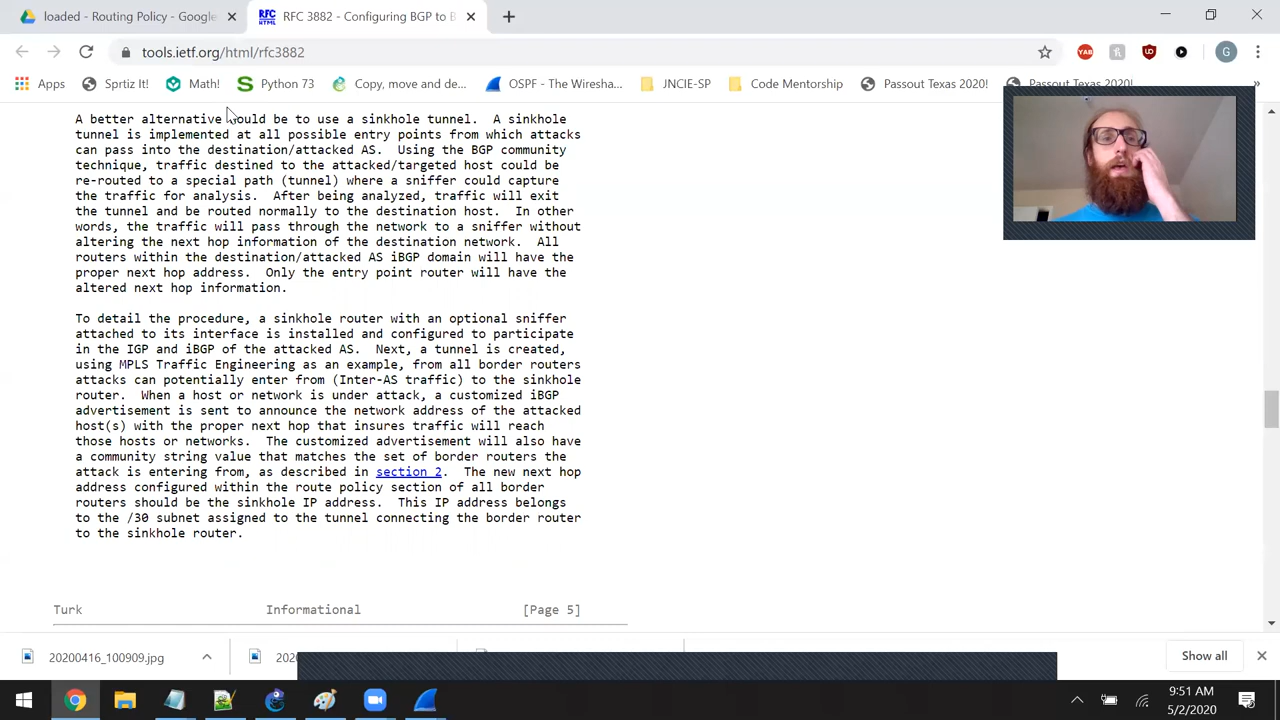 loaded - Routing Policy - Google
RFC 3882 - Configuring BGP to B
RFC
HTML
tools.ietf.org/html/rfc3882
YAB
G
Apps
Sprtiz It!
Math!
Python 73
Copy, move and de...
OSPF - The Wiresha...
JNCIE-SP
Code Mentorship
Passout Texas 2020!
Passout Texas 2020!
A better alternative would be to use a sinkhole tunnel. A sinkhole
tunnel is implemented at all possible entry points from which attacks
can pass into the destination/attacked AS. Using the BGP community
technique, traffic destined to the attacked/targeted host could be
re-routed to a special path (tunnel) where a sniffer could capture
the traffic for analysis. After being analyzed, traffic will exit
the tunnel and be routed normally to the destination host. In other
words, the traffic will pass through the network to a sniffer without
altering the next hop information of the destination network. All
routers within the destination/attacked AS iBGP domain will have the
proper next hop address. Only the entry point router will have the
altered next hop information.
To detail the procedure, a sinkhole router with an optional sniffer
attached to its interface is installed and configured to participate
in the IGP and iBGP of the attacked AS. Next, a tunnel is created,
using MPLS Traffic Engineering as an example, from all border routers
attacks can potentially enter from (Inter-AS traffic) to the sinkhole
router. When a host or network is under attack, a customized iBGP
advertisement is sent to announce the network address of the attacked
host(s) with the proper next hop that insures traffic will reach
those hosts or networks. The customized advertisement will also have
a community string value that matches the set of border routers the
attack is entering from, as described in section 2. The new next hop
address configured within the route policy section of all border
routers should be the sinkhole IP address. This IP address belongs
to the /30 subnet assigned to the tunnel connecting the border router
to the sinkhole router.
Turk Informational [Page 5]
20200416_100909.jpg
Show all
9:51 AM
5/2/2020